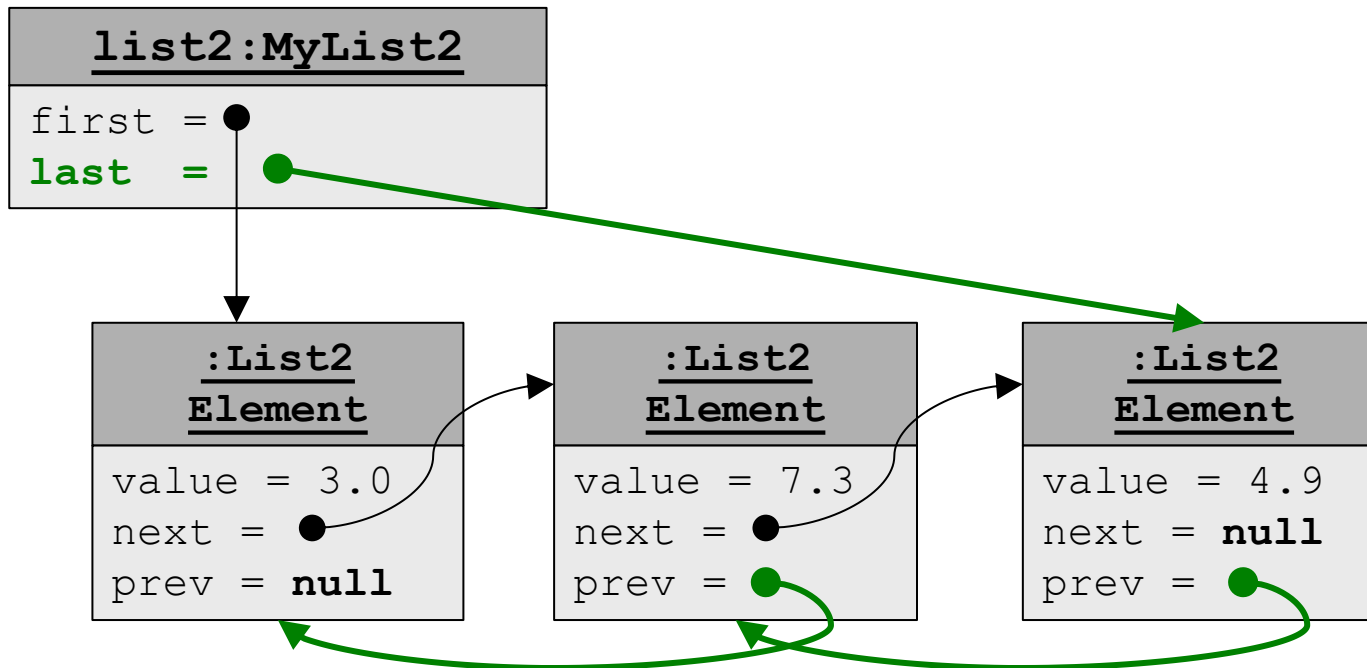 list2:MyList2
first =
last  =
:List2
Element
value = 3.0
next =
prev = null
:List2
Element
value = 7.3
next =
prev =
:List2
Element
value = 4.9
next = null
prev =